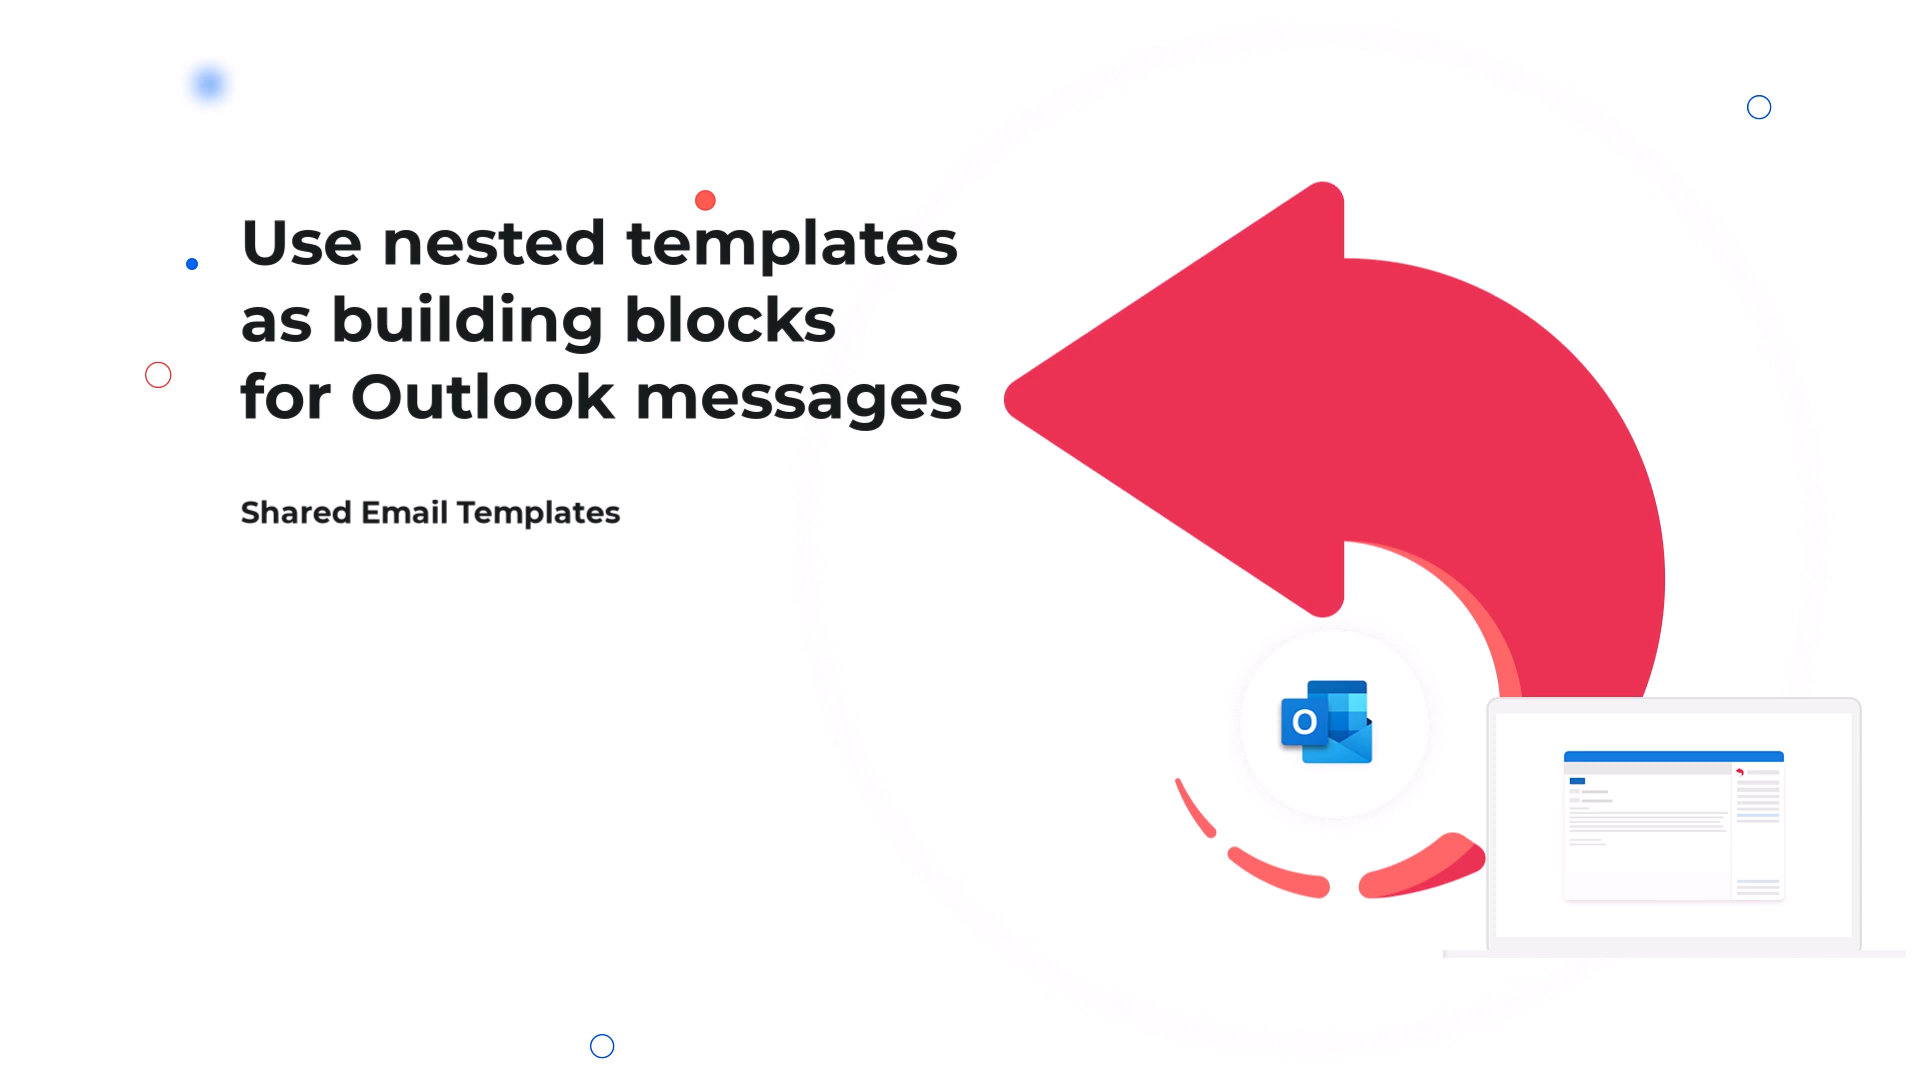 Use nested templates
as building blocks
for Outlook messages
Shared Email Templates
O